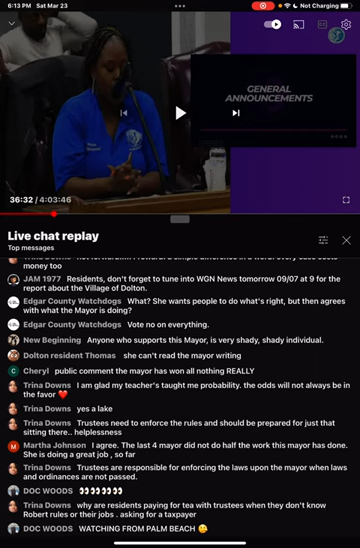 6:13 PM Sat Mar 23
Not Charging
GENERAL
ANNOUNCEMENTS
36:32 / 4:03:46
Live chat replay
Top messages
money too
JAM 1977 Residents, don't forget to tune into WGN News tomorrow 09/07 at 9 for the
report about the Village of Dolton.
Edgar County Watchdogs What? She wants people to do what's right, but then agrees
with what the Mayor is doing?
Edgar County Watchdogs Vote no on everything.
New Beginning Anyone who supports this Mayor, is very shady, shady individual.
Dolton resident Thomas she can't read the mayor writing
C Cheryl public comment the mayor has won all nothing REALLY
Trina Downs I am glad my teacher's taught me probability. the odds will not always be in
the favor ❤️
Trina Downs yes a lake
Trina Downs Trustees need to enforce the rules and should be prepared for just that
sitting there.. helplessness
M Martha Johnson I agree. The last 4 mayor did not do half the work this mayor has done.
She is doing a great job , so far
Trina Downs Trustees are responsible for enforcing the laws upon the mayor when laws
and ordinances are not passed.
DOC WOODS 👀👀👀👀👀
Trina Downs why are residents paying for tea with trustees when they don't know
Robert rules or their jobs . asking for a taxpayer
DOC WOODS WATCHING FROM PALM BEACH